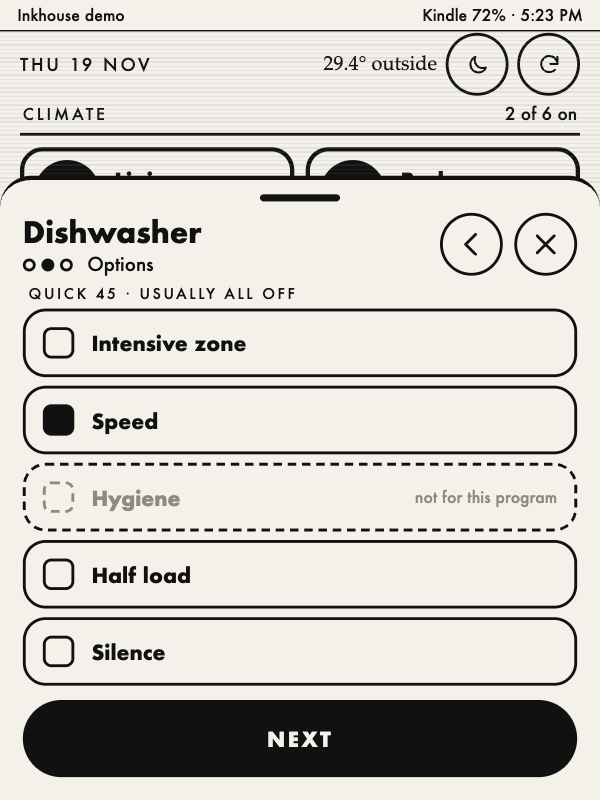 Inkhouse demo
Kindle 72% · 5:23 PM
THU 19 NOV
29.4° outside
CLIMATE
2 of 6 on
Dishwasher
Options
QUICK 45 · USUALLY ALL OFF
Intensive zone
Speed
Hygiene
not for this program
Half load
Silence
NEXT